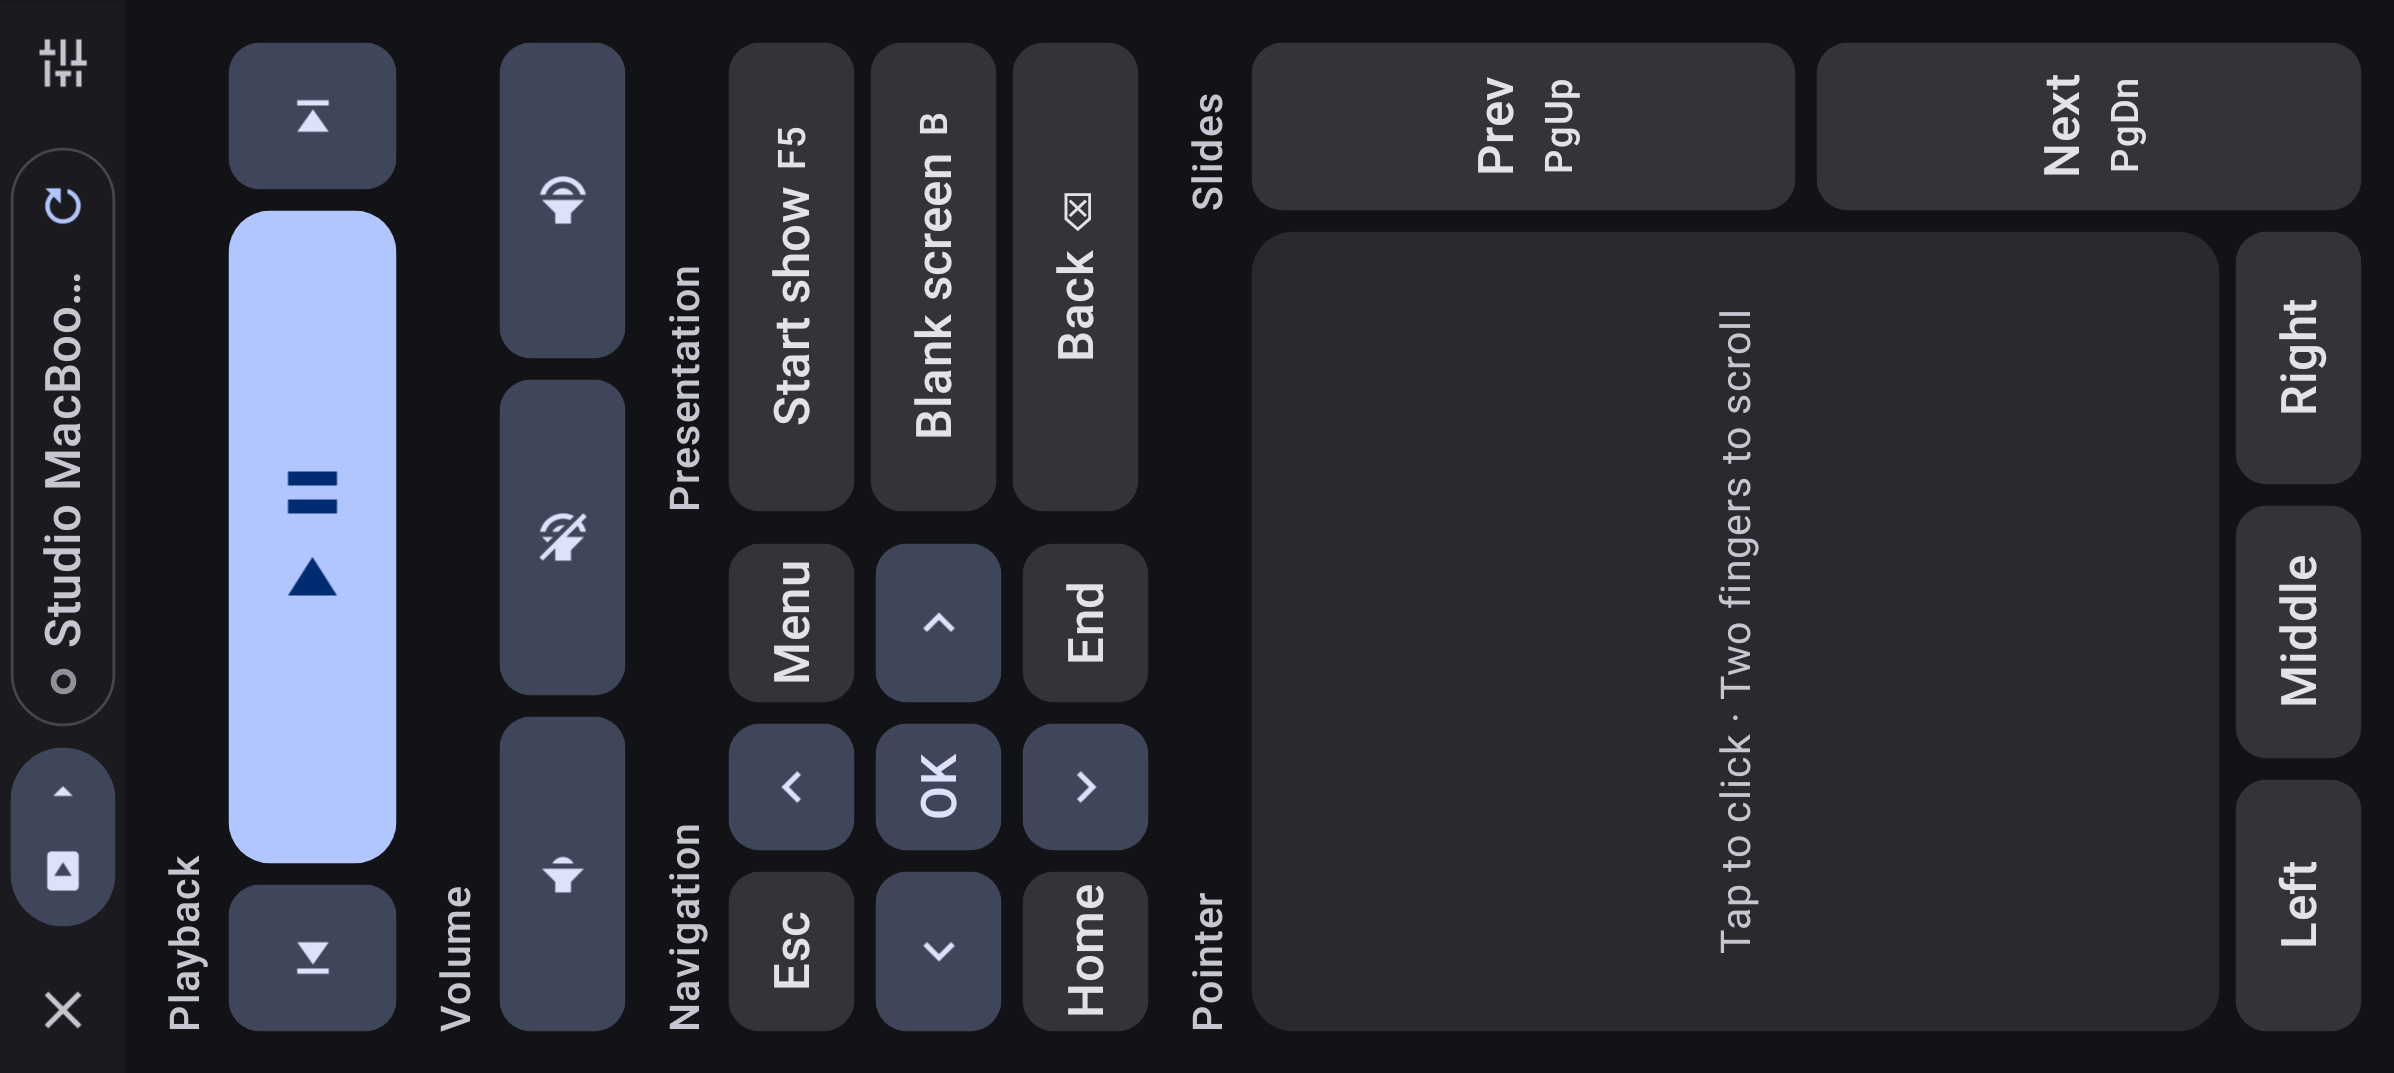 Studio MacBoo...
Playback
Volume
Navigation
Presentation
Esc
Menu
Start show F5
OK
Blank screen B
Home
End
Back
Pointer
Slides
Tap to click · Two fingers to scroll
Prev
PgUp
Next
PgDn
Left
Middle
Right